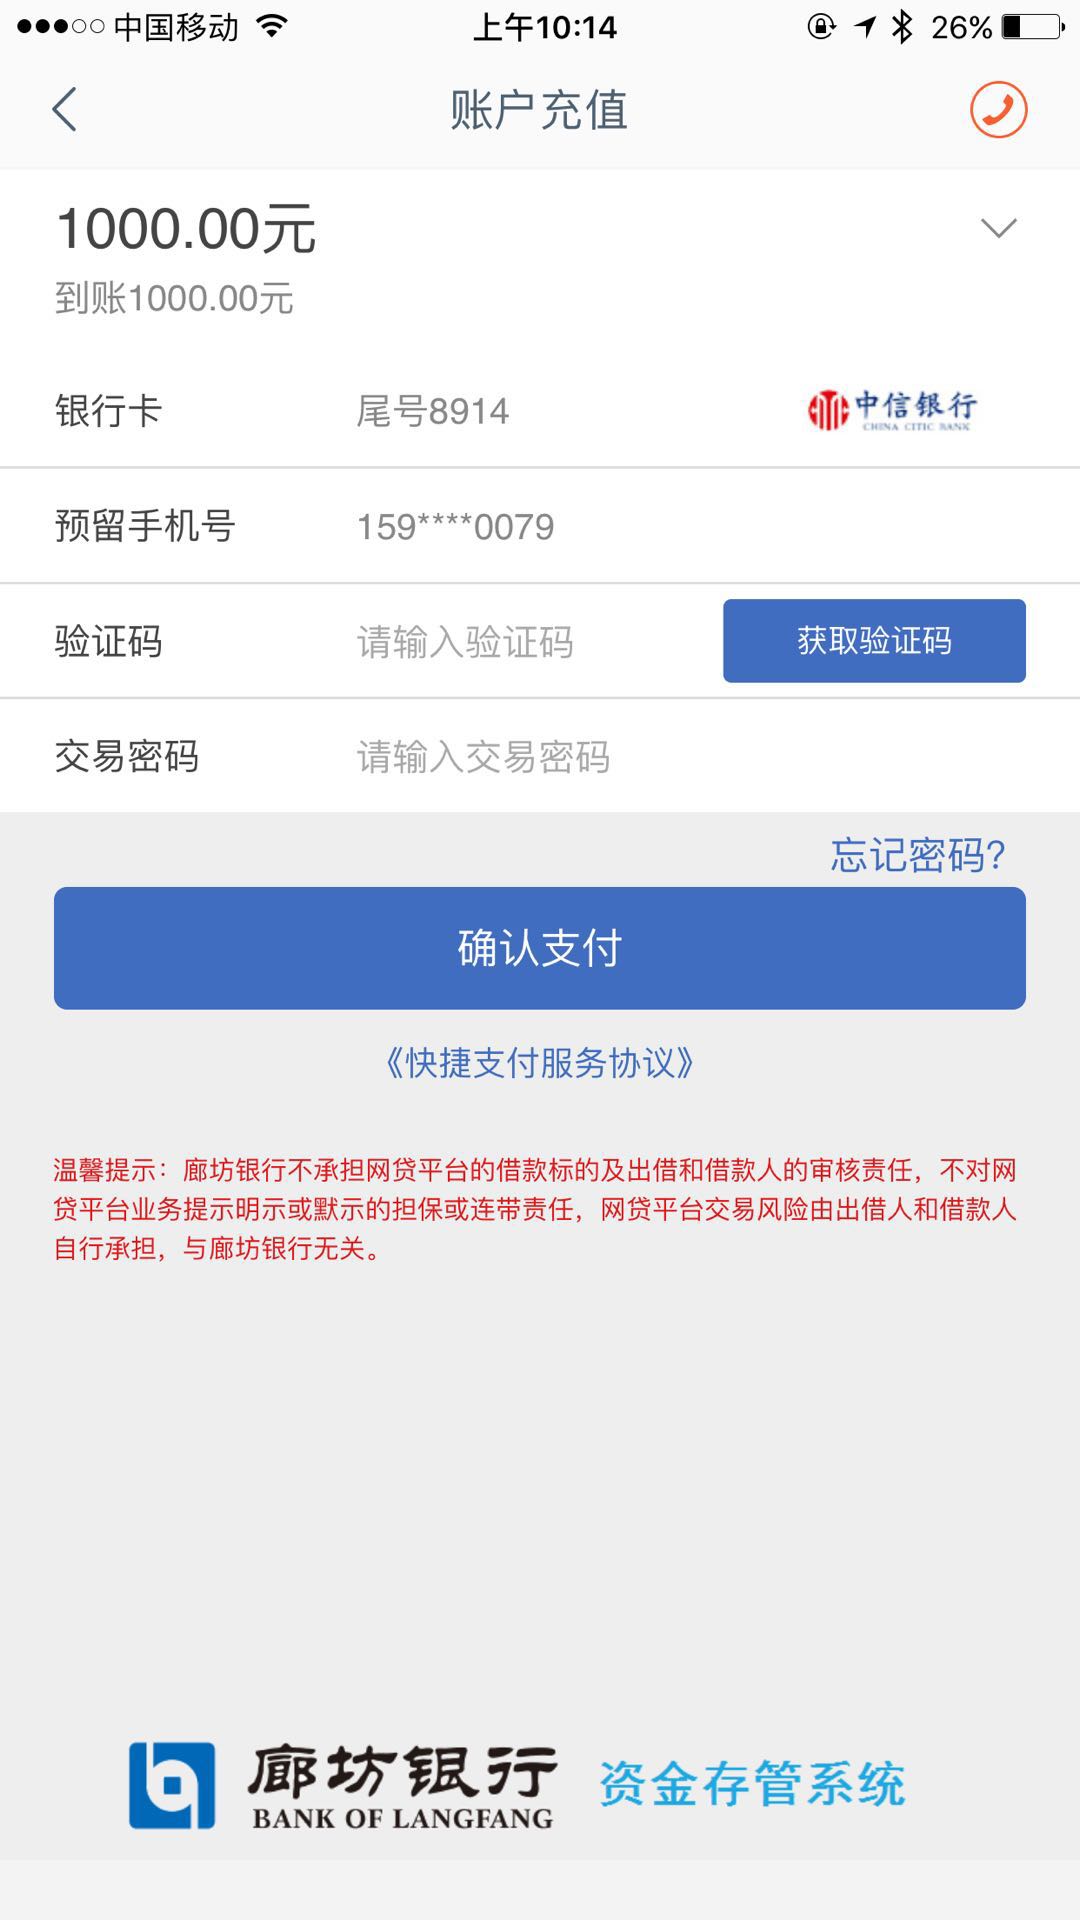 中国移动 上午10:14 26%
账户充值
1000.00元
到账1000.00元
银行卡 尾号8914 中信银行
CHINA CITIC BANK
预留手机号 159****0079
验证码 请输入验证码 获取验证码
交易密码 请输入交易密码
忘记密码?
确认支付
《快捷支付服务协议》
温馨提示：廊坊银行不承担网贷平台的借款标的及出借和借款人的审核责任，不对网
贷平台业务提示明示或默示的担保或连带责任，网贷平台交易风险由出借人和借款人
自行承担，与廊坊银行无关。
廊坊银行 资金存管系统
BANK OF LANGFANG